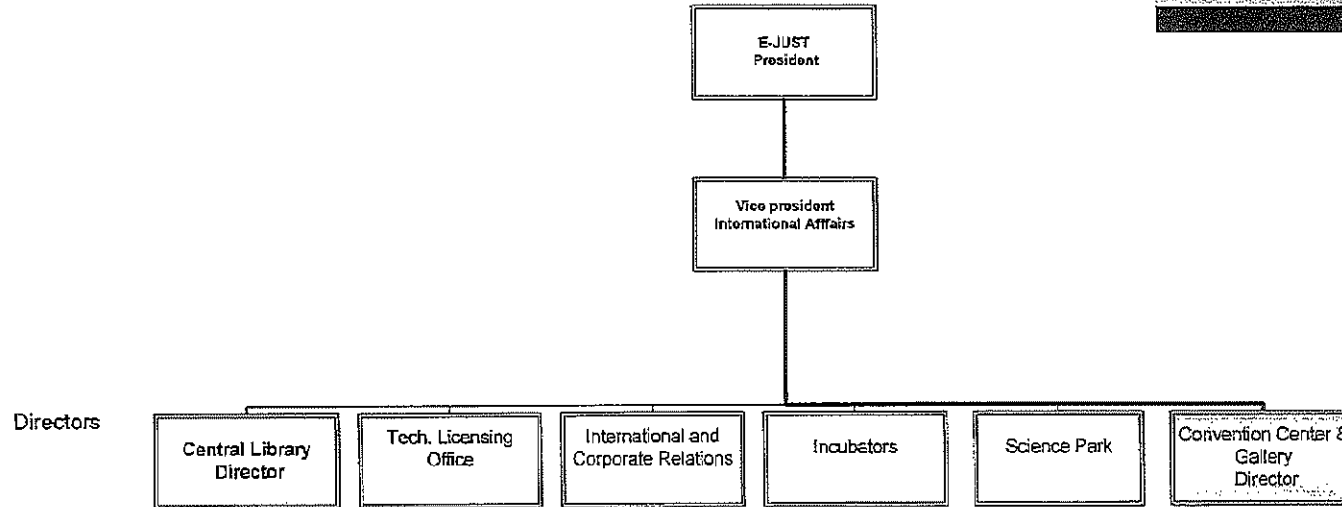 E-JUST
President
Vice president
International Afffairs
Directors
Central Library
Director
Tech. Licensing
Office
International and
Corporate Relations
Incubators
Science Park
Convention Center &
Gallery
Director